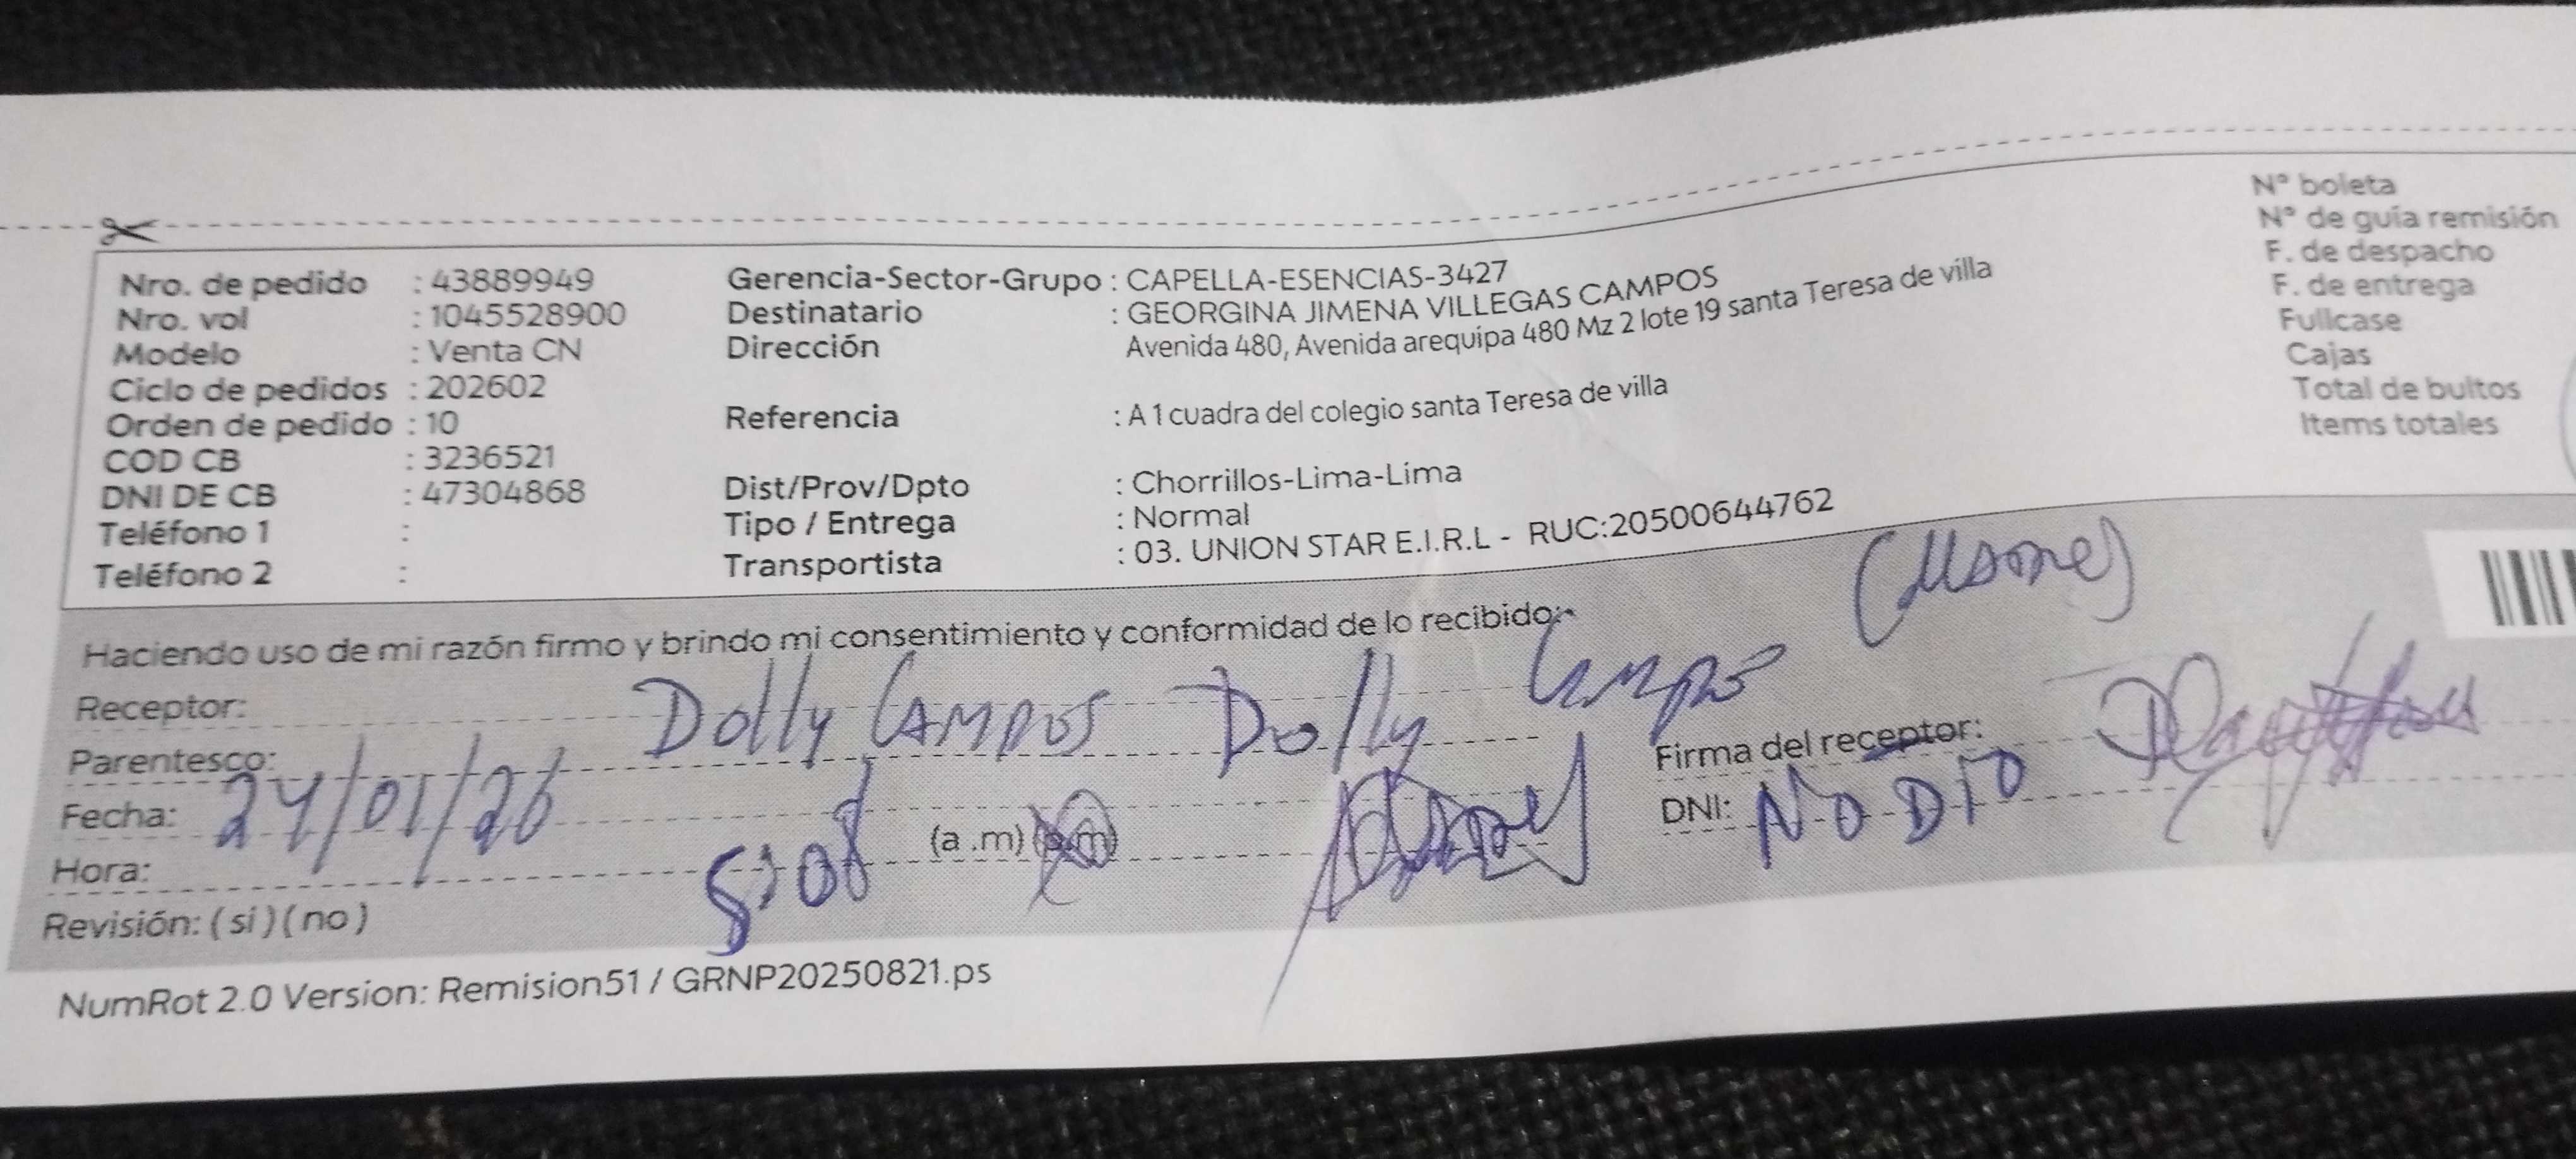 Nro. de pedido : 43889949
Nro. vol : 1045528900
Modelo : Venta CN
Ciclo de pedidos : 202602
Orden de pedido : 10
COD CB : 3236521
DNI DE CB : 47304868
Teléfono 1 :
Teléfono 2 :
Gerencia-Sector-Grupo : CAPELLA-ESENCIAS-3427
Destinatario : GEORGINA JIMENA VILLEGAS CAMPOS
Dirección Avenida 480, Avenida arequipa 480 Mz 2 lote 19 santa Teresa de villa
Referencia : A 1 cuadra del colegio santa Teresa de villa
Dist/Prov/Dpto : Chorrillos-Lima-Lima
Tipo / Entrega : Normal
Transportista : 03. UNION STAR E.I.R.L - RUC:20500644762
N° boleta
N° de guía remisión
F. de despacho
F. de entrega
Fullcase
Cajas
Total de bultos
Items totales
Haciendo uso de mi razón firmo y brindo mi consentimiento y conformidad de lo recibido:
Receptor: Dolly CAMPOS Dolly Campos
Parentesco:
Fecha: 24/01/26
Hora: (a .m) (p.m)
Firma del receptor:
DNI: NO DIO
Revisión: ( si ) ( no )
NumRot 2.0 Version: Remision51 / GRNP20250821.ps